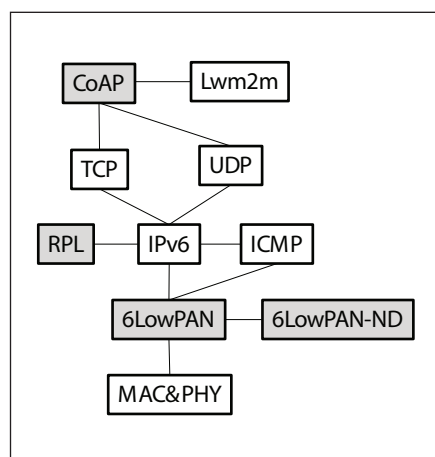 CoAP
Lwm2m
TCP
UDP
RPL
IPv6
ICMP
6LowPAN
6LowPAN-ND
MAC&PHY